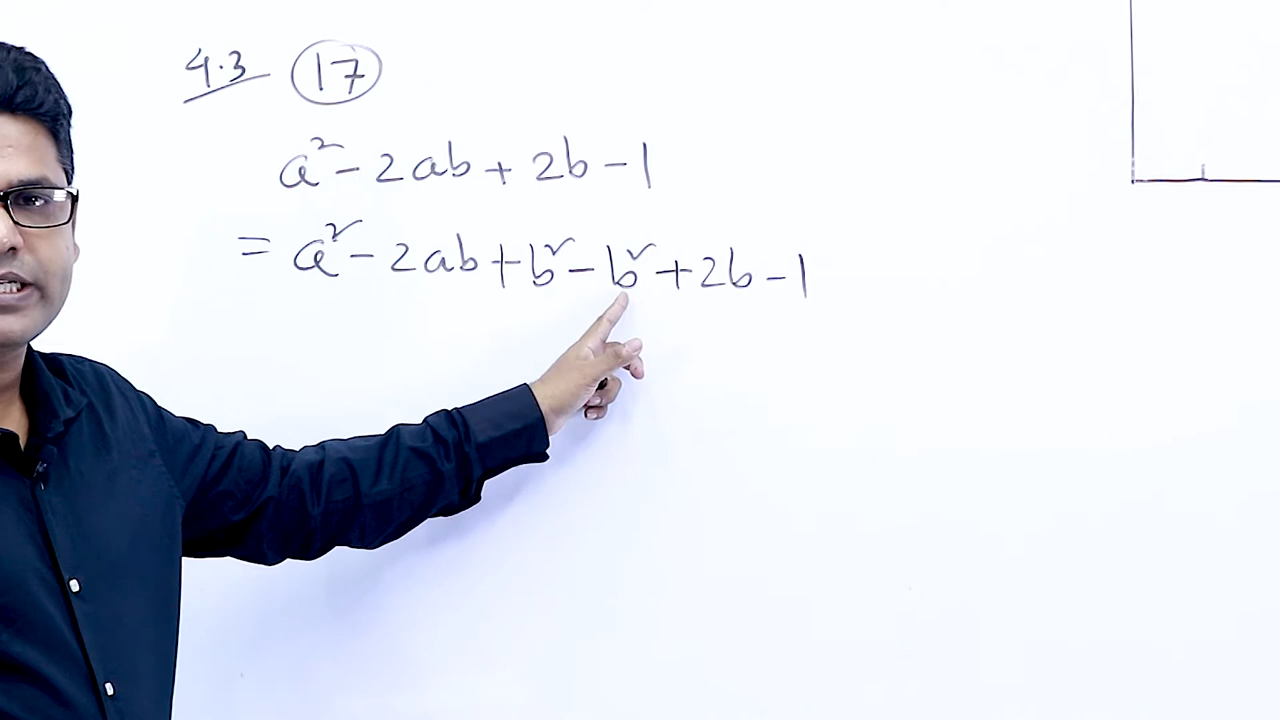 4.3 17
a² - 2ab + 2b - 1
= a² - 2ab + b² - b² + 2b - 1